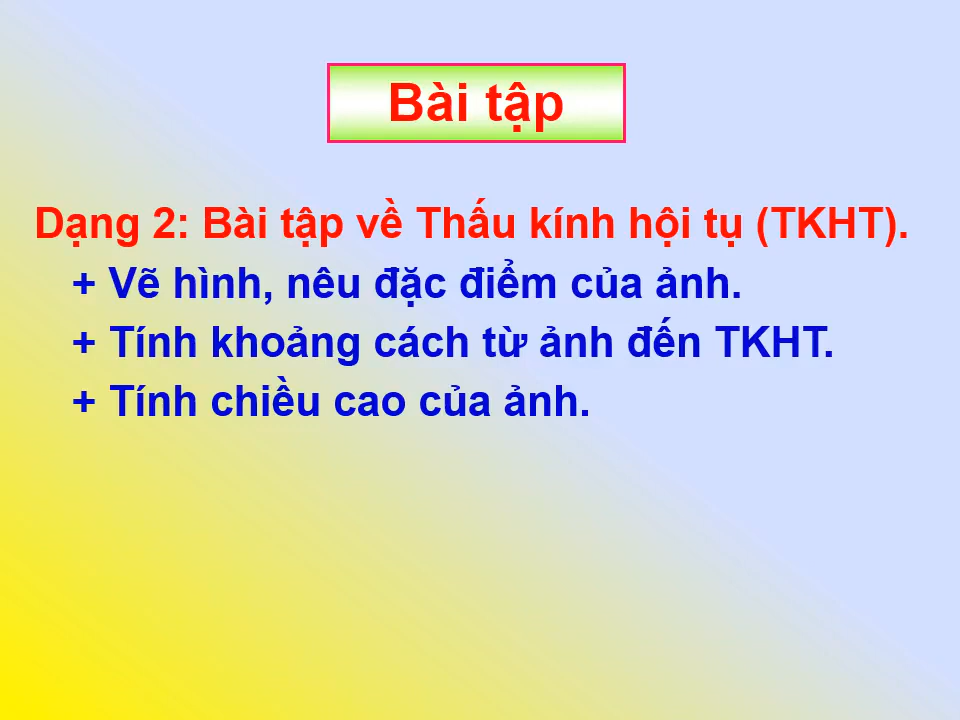 Bài tập
Dạng 2: Bài tập về Thấu kính hội tụ (TKHT).
+ Vẽ hình, nêu đặc điểm của ảnh.
+ Tính khoảng cách từ ảnh đến TKHT.
+ Tính chiều cao của ảnh.